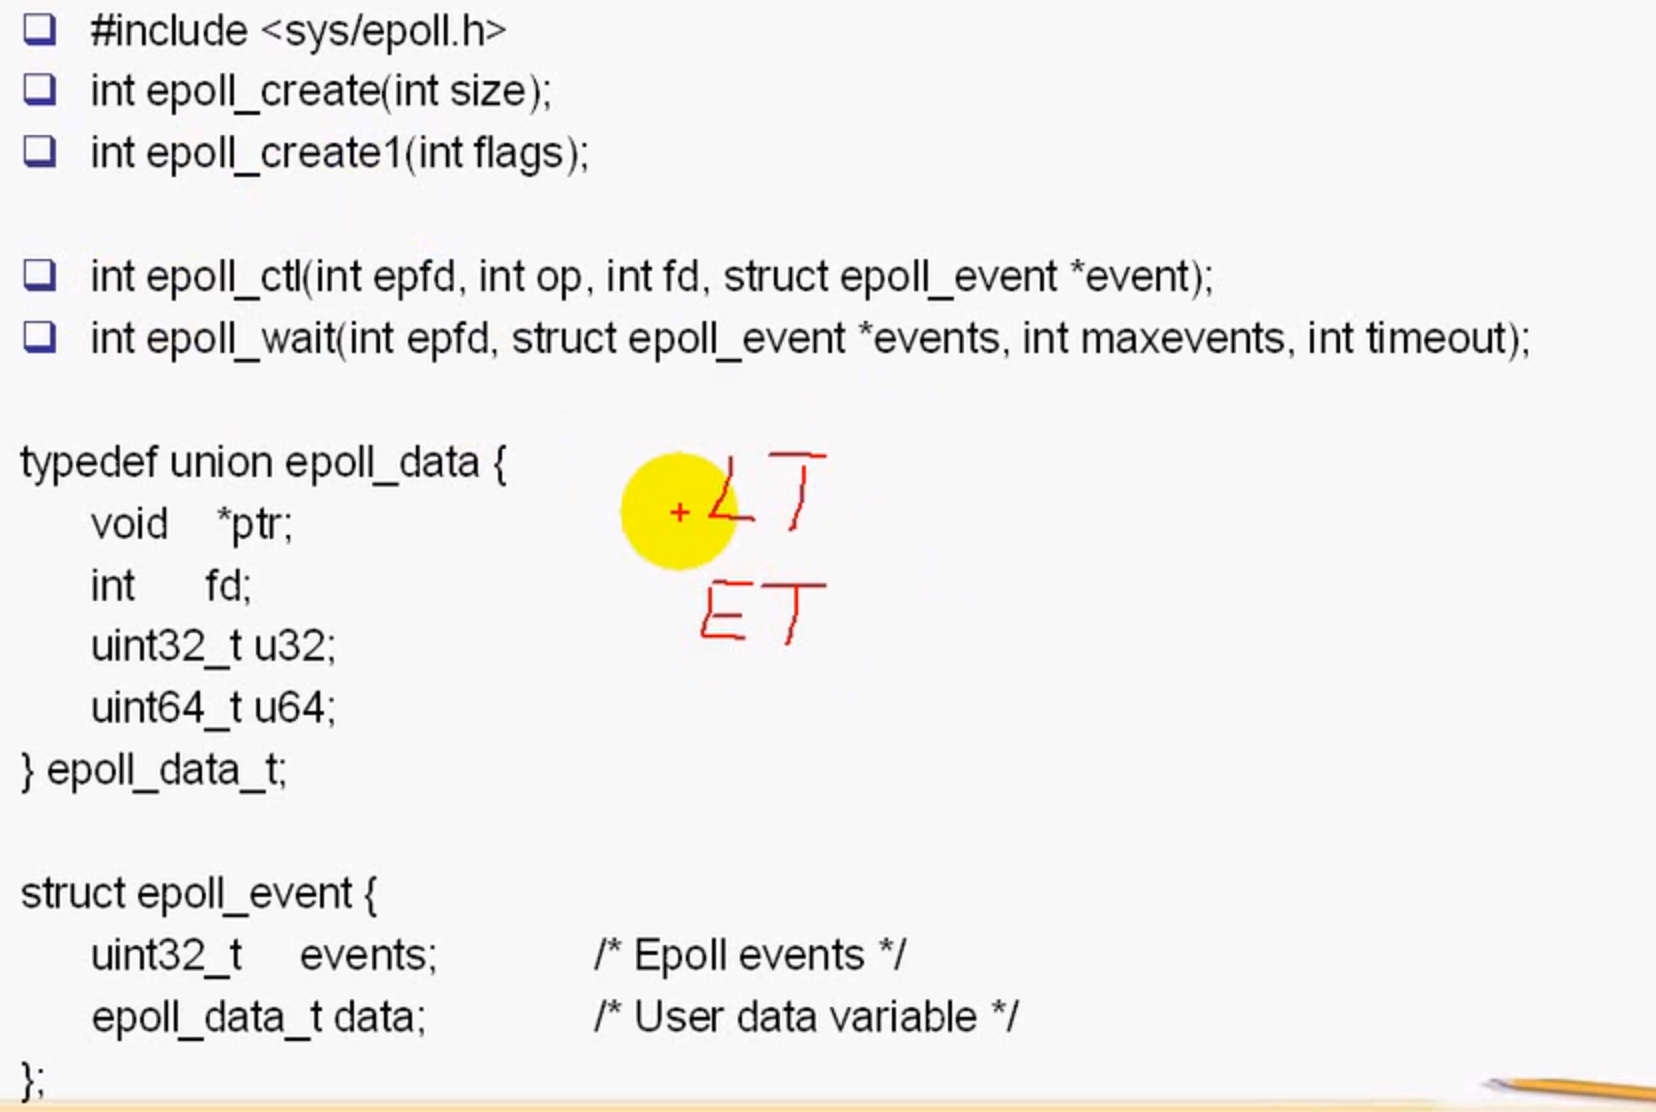 #include <sys/epoll.h>
int epoll_create(int size);
int epoll_create1(int flags);
int epoll_ctl(int epfd, int op, int fd, struct epoll_event *event);
int epoll_wait(int epfd, struct epoll_event *events, int maxevents, int timeout);
typedef union epoll_data {
void *ptr;
int fd;
uint32_t u32;
uint64_t u64;
} epoll_data_t;
LT
ET
struct epoll_event {
uint32_t events; /* Epoll events */
epoll_data_t data; /* User data variable */
};